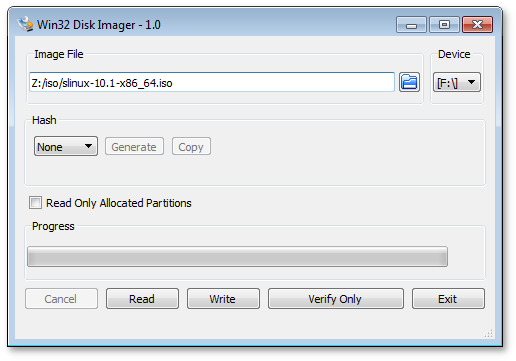 Win32 Disk Imager - 1.0
Image File
Device
Z:/iso/slinux-10.1-x86_64.iso
[F:\]
Hash
None
Generate
Copy
Read Only Allocated Partitions
Progress
Cancel
Read
Write
Verify Only
Exit